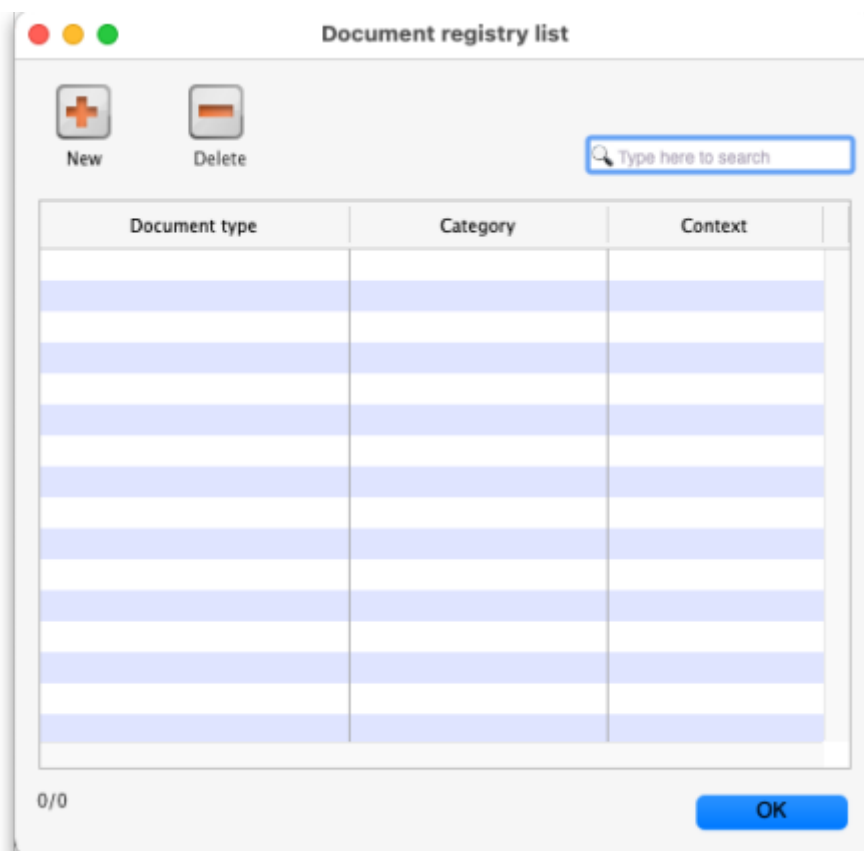 Document registry list
New
Delete
Type here to search
Document type
Category
Context
0/0
OK